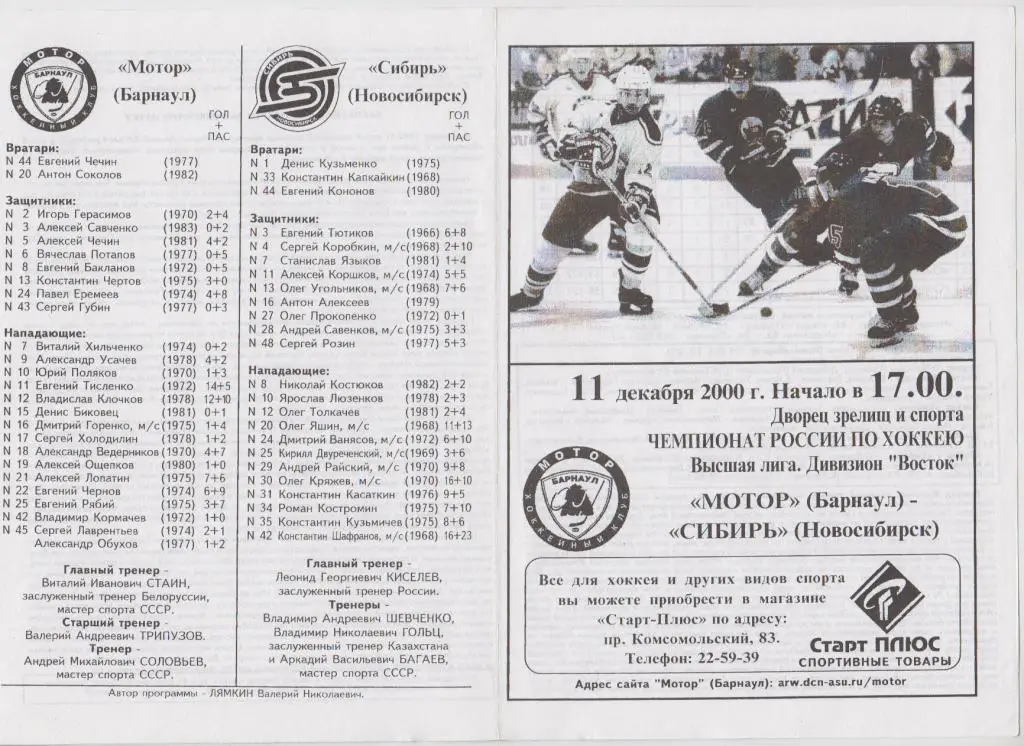 МОТОР
БАРНАУЛ
ХОККЕЙНЫЙ КЛУБ
«Мотор»
(Барнаул)
ГОЛ
+
ПАС
Вратари:
N 44 Евгений Чечин (1977)
N 20 Антон Соколов (1982)
Защитники:
N 2 Игорь Герасимов (1970) 2+4
N 3 Алексей Савченко (1983) 0+2
N 5 Алексей Чечин (1981) 4+2
N 6 Вячеслав Потапов (1977) 0+5
N 8 Евгений Бакланов (1972) 0+5
N 13 Константин Чертов (1975) 3+0
N 24 Павел Еремеев (1974) 4+8
N 43 Сергей Губин (1977) 0+3
Нападающие:
N 7 Виталий Хильченко (1974) 0+2
N 9 Александр Усачев (1978) 4+2
N 10 Юрий Поляков (1970) 1+3
N 11 Евгений Тисленко (1972) 14+5
N 12 Владислав Клочков (1978) 12+10
N 15 Денис Биковец (1981) 0+1
N 16 Дмитрий Горенко, м/с (1975) 1+4
N 17 Сергей Холодилин (1978) 1+2
N 18 Александр Ведерников (1970) 4+7
N 19 Алексей Ощепков (1980) 1+0
N 21 Алексей Лопатин (1975) 7+6
N 22 Евгений Чернов (1974) 6+9
N 25 Евгений Рябий (1975) 3+7
N 42 Владимир Кормачев (1972) 1+0
N 45 Сергей Лаврентьев (1974) 2+1
Александр Обухов (1977) 1+2
Главный тренер -
Виталий Иванович СТАИН,
заслуженный тренер Белоруссии,
мастер спорта СССР.
Старший тренер -
Валерий Андреевич ТРИПУЗОВ.
Тренер -
Андрей Михайлович СОЛОВЬЕВ,
мастер спорта СССР.
СИБИРЬ
НОВОСИБИРСК
«Сибирь»
(Новосибирск)
ГОЛ
+
ПАС
Вратари:
N 1 Денис Кузьменко (1975)
N 33 Константин Капкайкин (1968)
N 44 Евгений Кононов (1980)
Защитники:
N 3 Евгений Тютиков (1966) 6+8
N 4 Сергей Коробкин, м/с (1968) 2+10
N 7 Станислав Языков (1981) 1+4
N 11 Алексей Коршков, м/с (1974) 5+5
N 13 Олег Угольников, м/с (1968) 7+6
N 16 Антон Алексеев (1979)
N 27 Олег Прокопенко (1972) 0+1
N 28 Андрей Савенков, м/с (1975) 3+3
N 48 Сергей Розин (1977) 5+3
Нападающие:
N 8 Николай Костюков (1982) 2+2
N 10 Ярослав Люзенков (1978) 2+1
N 12 Олег Толкачев (1981) 2+4
N 20 Олег Яшин, м/с (1968) 11+13
N 24 Дмитрий Ванясов, м/с (1972) 6+10
N 25 Кирилл Двуреченский, м/с (1969) 3+6
N 29 Андрей Райский, м/с (1970) 9+8
N 30 Олег Кряжев, м/с (1970) 16+10
N 31 Константин Касаткин (1976) 9+5
N 34 Роман Костромин (1975) 3+4
N 35 Константин Кузьмичев (1975) 8+6
N 42 Константин Шафранов, м/с (1968) 16+23
Главный тренер -
Леонид Георгиевич КИСЕЛЕВ,
заслуженный тренер России.
Тренеры -
Владимир Андреевич ШЕВЧЕНКО,
Владимир Николаевич ГОЛЬЦ,
заслуженный тренер Казахстана
и Аркадий Васильевич БАГАЕВ,
мастер спорта СССР.
Автор программы - ЛЯМКИН Валерий Николаевич.
11 декабря 2000 г. Начало в 17.00.
Дворец зрелищ и спорта
ЧЕМПИОНАТ РОССИИ ПО ХОККЕЮ
Высшая лига. Дивизион "Восток"
МОТОР
БАРНАУЛ
ХОККЕЙНЫЙ КЛУБ
«МОТОР» (Барнаул) -
«СИБИРЬ» (Новосибирск)
Все для хоккея и других видов спорта
вы можете приобрести в магазине
«Старт-Плюс» по адресу:
пр. Комсомольский, 83.
Телефон: 22-59-39
Старт ПЛЮС
СПОРТИВНЫЕ ТОВАРЫ
Адрес сайта "Мотор" (Барнаул): arw.dcn-asu.ru/motor